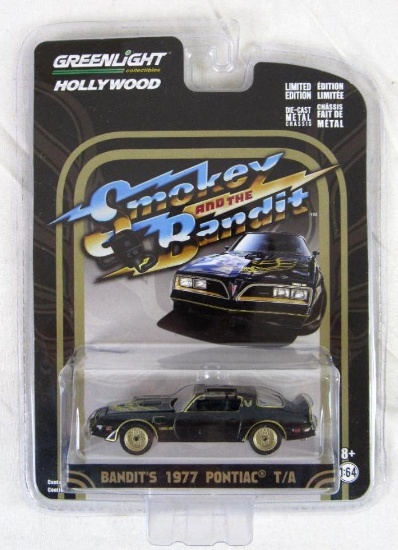 GREENLIGHT
collectibles
HOLLYWOOD
LIMITED EDITION
ÉDITION LIMITÉE
DIE-CAST METAL CHASSIS
CHÂSSIS FAIT DE MÉTAL
Smokey
AND THE
Bandit
BANDIT'S 1977 PONTIAC® T/A
8+
1:64